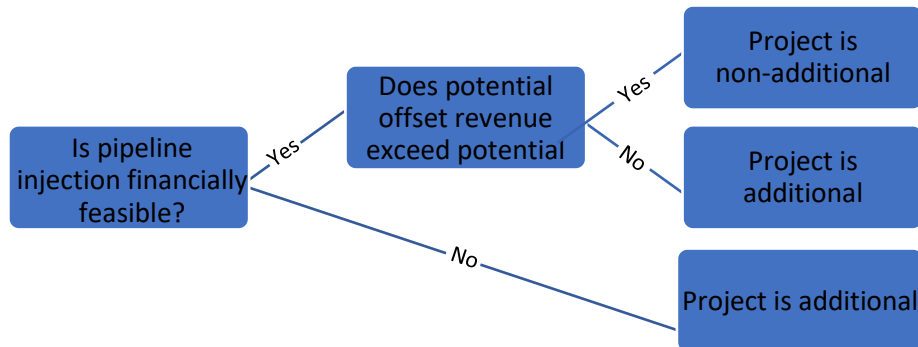 Is pipeline
injection financially
feasible?
Yes
No
Does potential
offset revenue
exceed potential
Yes
No
Project is
non-additional
Project is
additional
Project is additional